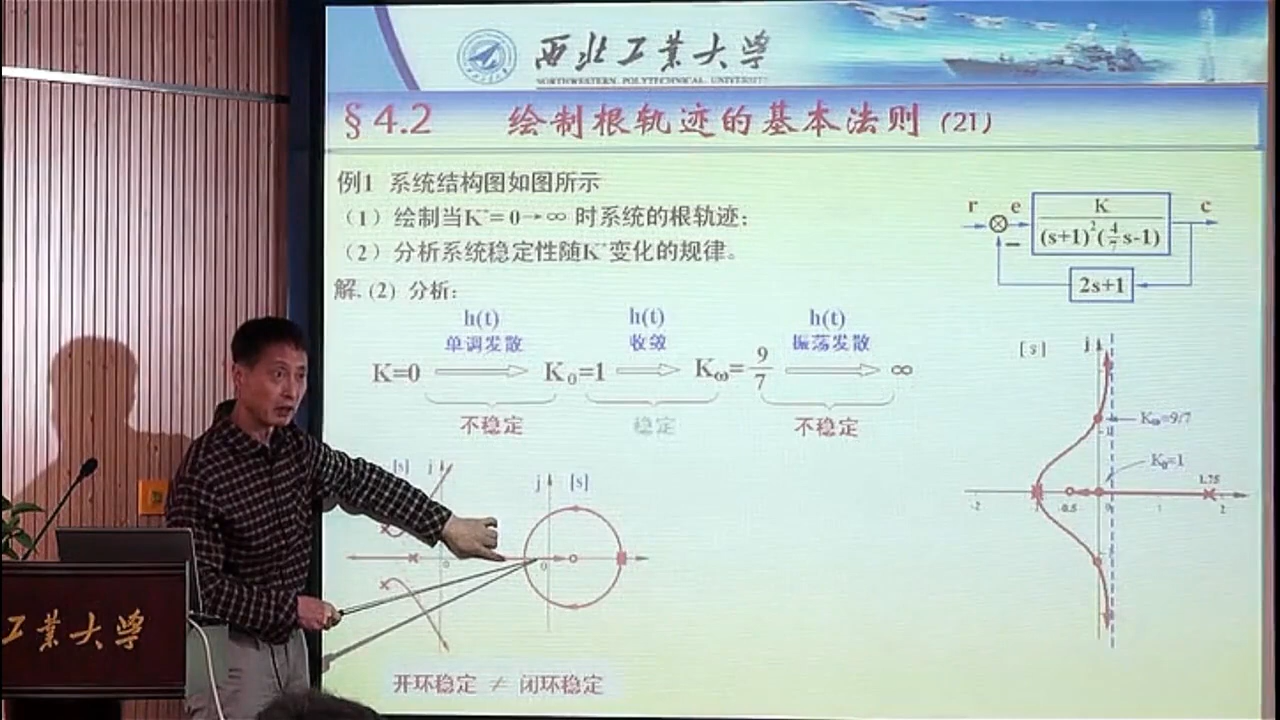 西北工业大学
NORTHWESTERN POLYTECHNICAL UNIVERSITY
§4.2 绘制根轨迹的基本法则 (21)
例1 系统结构图如图所示
(1) 绘制当K*= 0→∞ 时系统的根轨迹;
(2) 分析系统稳定性随K*变化的规律。
解. (2) 分析:
r e K c
(s+1)²(4/7 s-1)
−
2s+1
h(t) h(t) h(t)
单调发散 收敛 振荡发散
K=0 K₀=1 Kω= 9/7 ∞
不稳定 稳定 不稳定
[s] j
Kω=9/7
K₀=1
1.75
-2 -0.5 0 1 2
[s] j
0
j [s]
0
开环稳定 ≠ 闭环稳定
工业大学